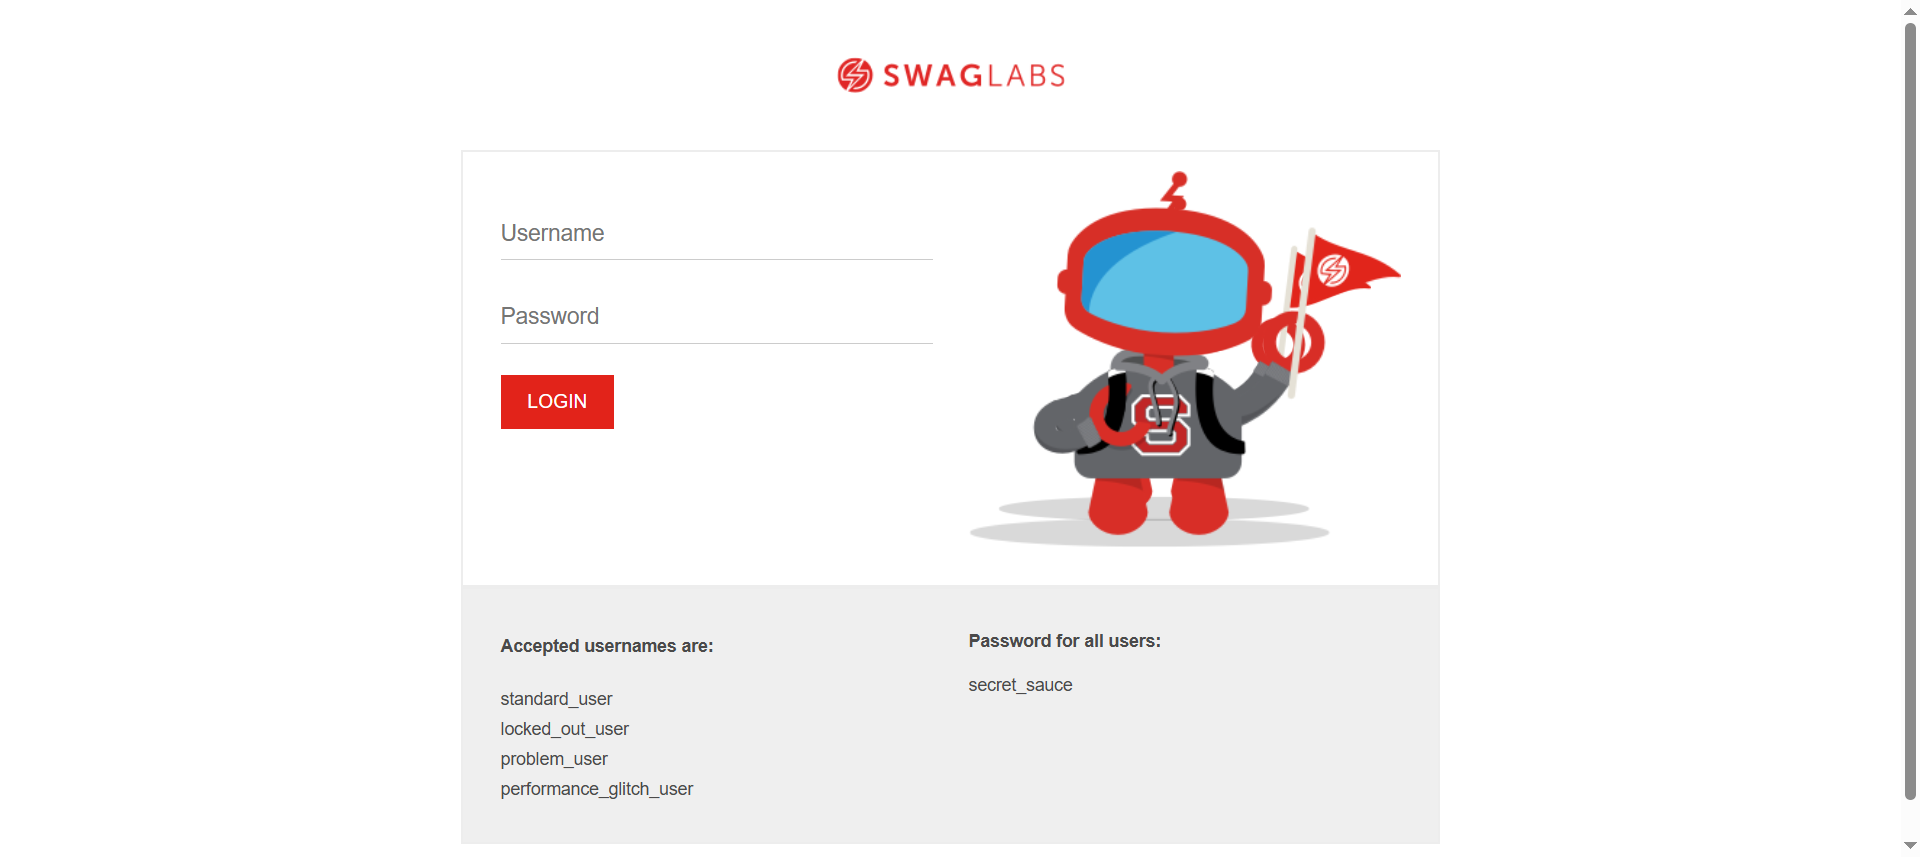 SWAGLABS
Username
Password
LOGIN
S
Accepted usernames are:
standard_user
locked_out_user
problem_user
performance_glitch_user
Password for all users:
secret_sauce